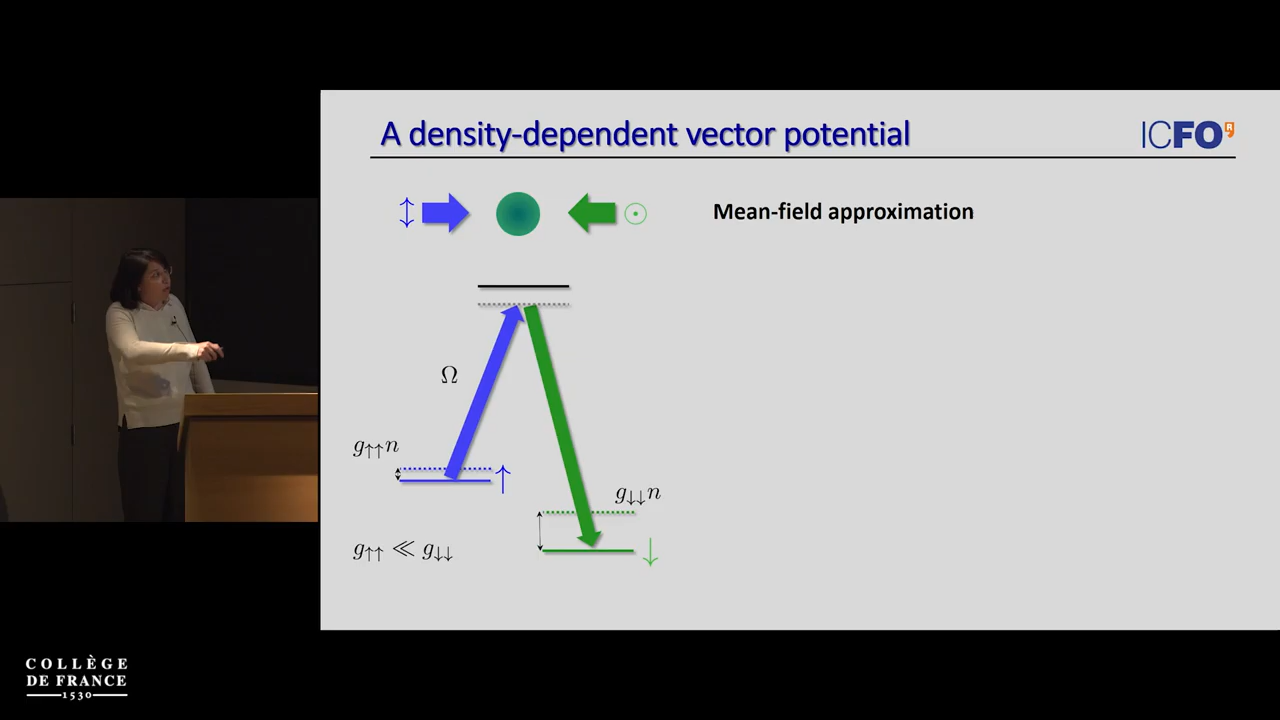 A density-dependent vector potential
ICFO R
Mean-field approximation
Ω
g↑↑n
↑
g↓↓n
g↑↑ ≪ g↓↓
↓
COLLÈGE
DE FRANCE
1530